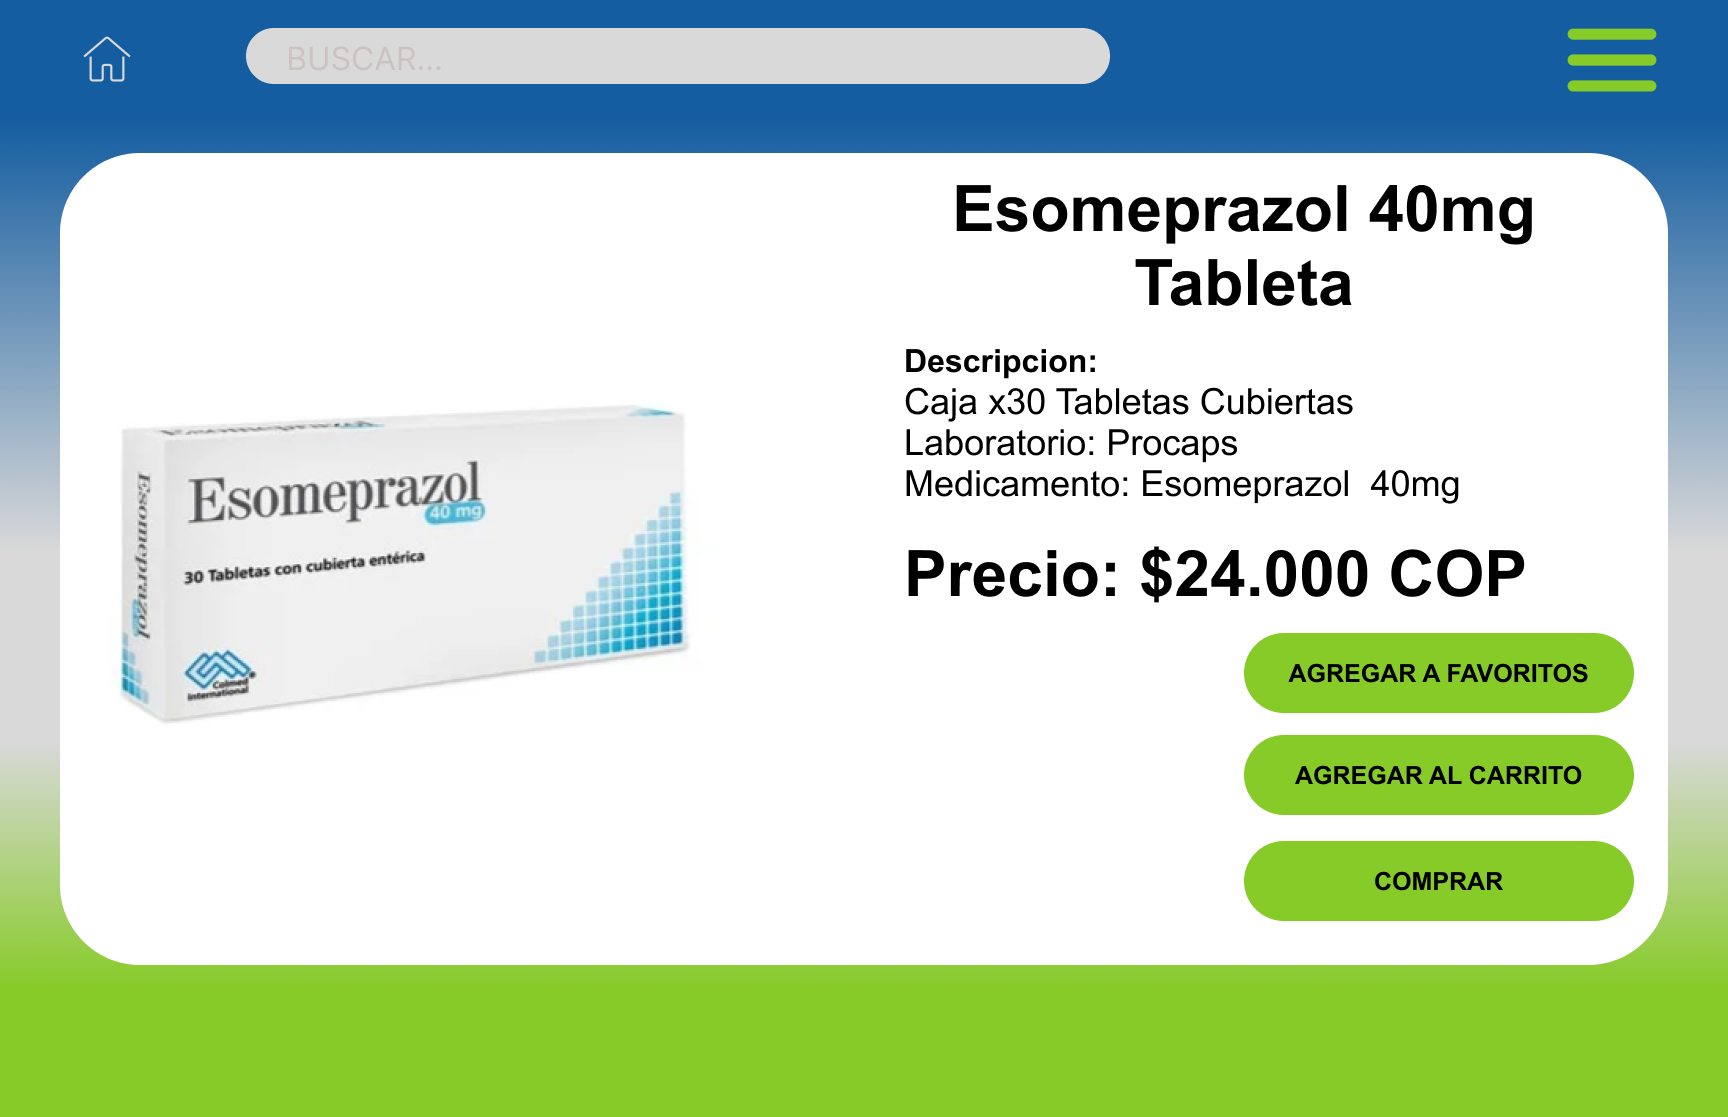 BUSCAR...
Esomeprazol 40mg
Tableta
Descripcion:
Caja x30 Tabletas Cubiertas
Laboratorio: Procaps
Medicamento: Esomeprazol  40mg
Precio: $24.000 COP
AGREGAR A FAVORITOS
AGREGAR AL CARRITO
COMPRAR
Esomeprazol
Esomeprazol
40 mg
30 Tabletas con cubierta entérica
Esomeprazol
Colmed
International